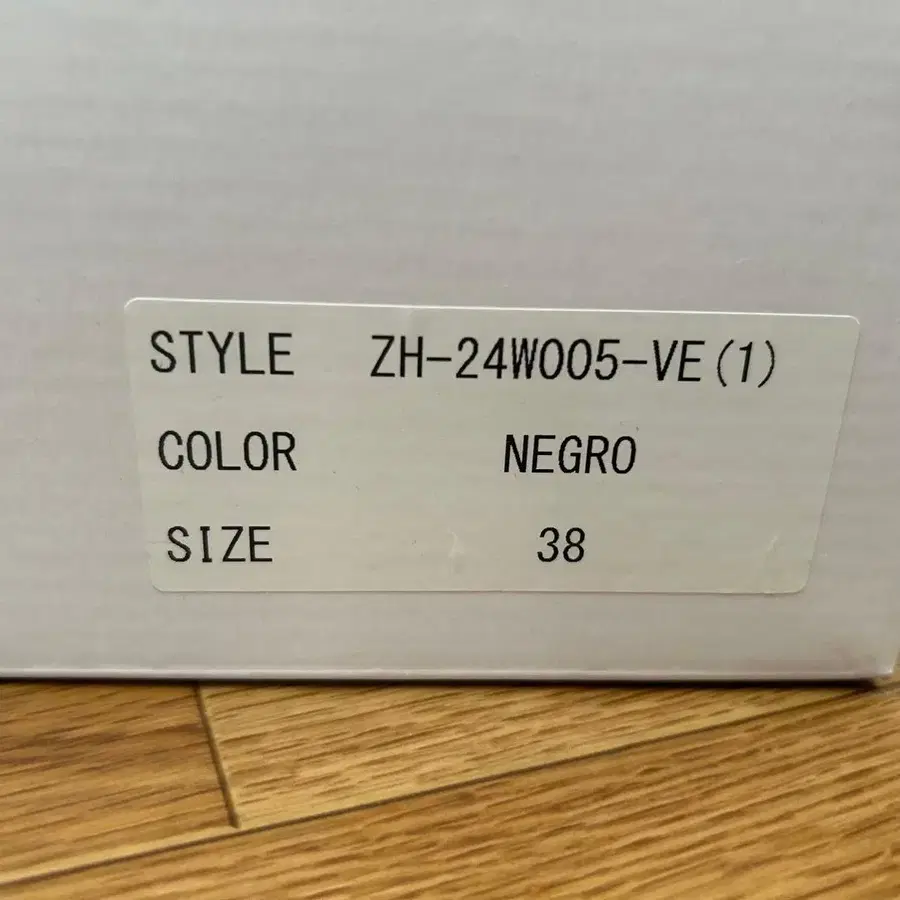 STYLE ZH-24W005-VE(1)
COLOR NEGRO
SIZE 38